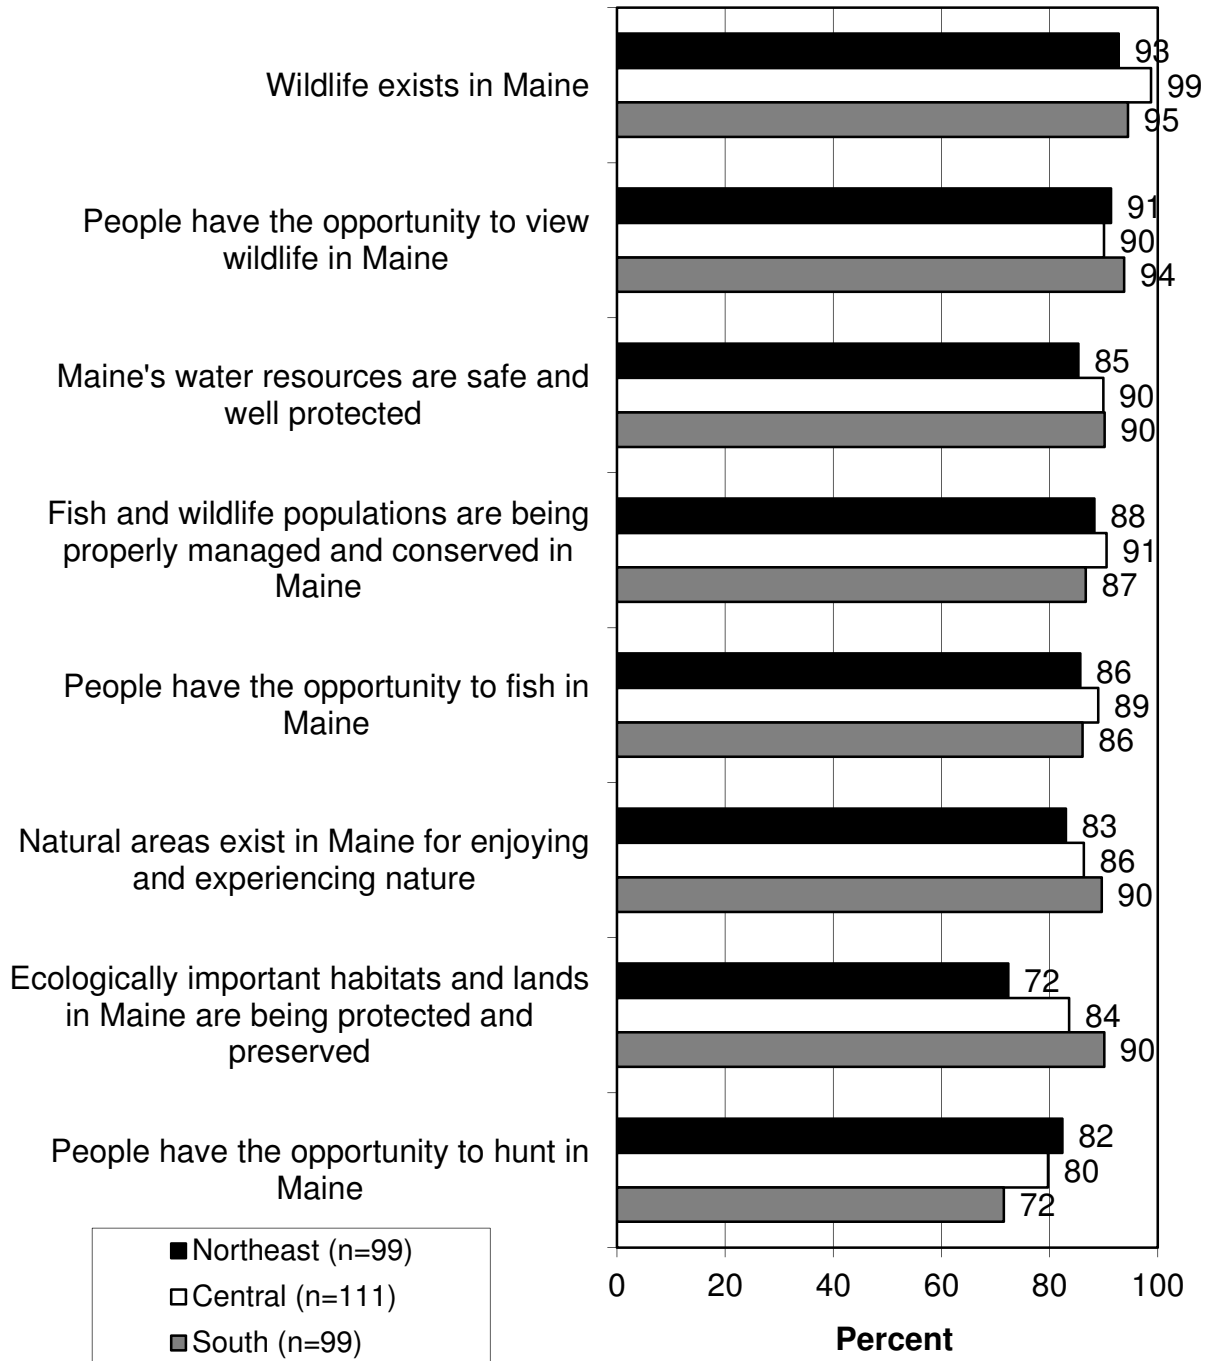 Wildlife exists in Maine
93
99
95
People have the opportunity to view
wildlife in Maine
91
90
94
Maine's water resources are safe and
well protected
85
90
90
Fish and wildlife populations are being
properly managed and conserved in
Maine
88
91
87
People have the opportunity to fish in
Maine
86
89
86
Natural areas exist in Maine for enjoying
and experiencing nature
83
86
90
Ecologically important habitats and lands
in Maine are being protected and
preserved
72
84
90
People have the opportunity to hunt in
Maine
82
80
72
0 20 40 60 80 100
Percent
Northeast (n=99)
Central (n=111)
South (n=99)